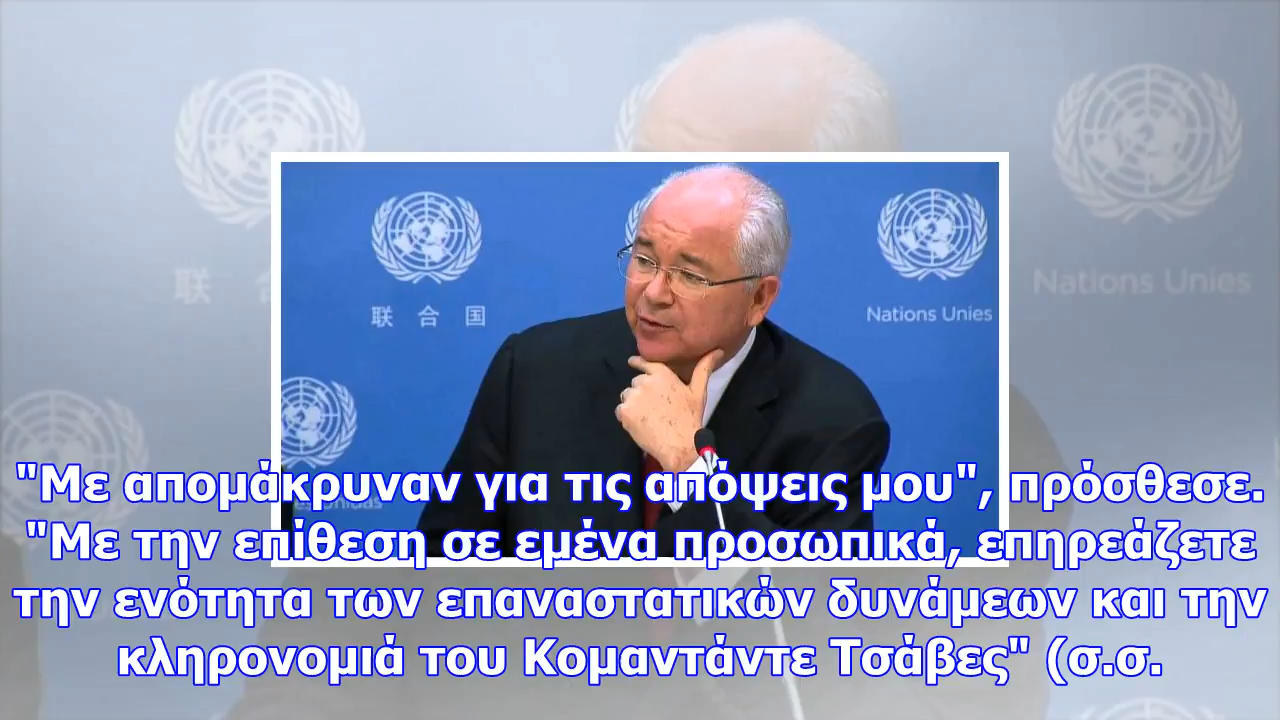 联合国
Nations Unies
联
Nations Unies
"Με απομάκρυναν για τις απόψεις μου", πρόσθεσε.
"Με την επίθεση σε εμένα προσωπικά, επηρεάζετε
την ενότητα των επαναστατικών δυνάμεων και την
κληρονομιά του Κομαντάντε Τσάβες" (σ.σ.